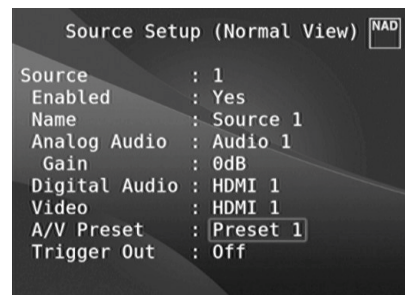 Source Setup (Normal View) NAD
Source : 1
Enabled : Yes
Name : Source 1
Analog Audio : Audio 1
Gain : 0dB
Digital Audio : HDMI 1
Video : HDMI 1
A/V Preset : Preset 1
Trigger Out : Off